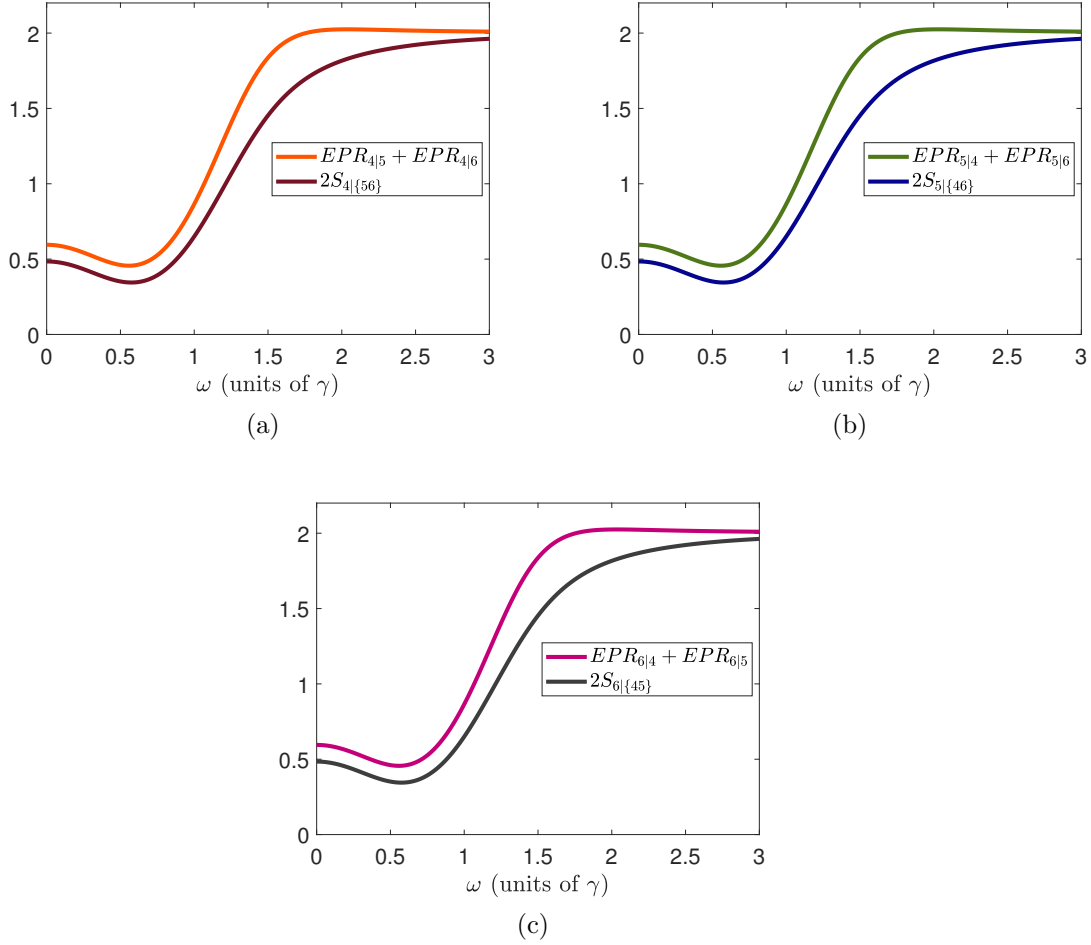 2
1.5
1
0.5
0
0 0.5 1 1.5 2 2.5 3
ω (units of γ)
EPR_{4|5} + EPR_{4|6}
2S_{4|{56}}
(a)
2
1.5
1
0.5
0
0 0.5 1 1.5 2 2.5 3
ω (units of γ)
EPR_{5|4} + EPR_{5|6}
2S_{5|{46}}
(b)
2
1.5
1
0.5
0
0 0.5 1 1.5 2 2.5 3
ω (units of γ)
EPR_{6|4} + EPR_{6|5}
2S_{6|{45}}
(c)